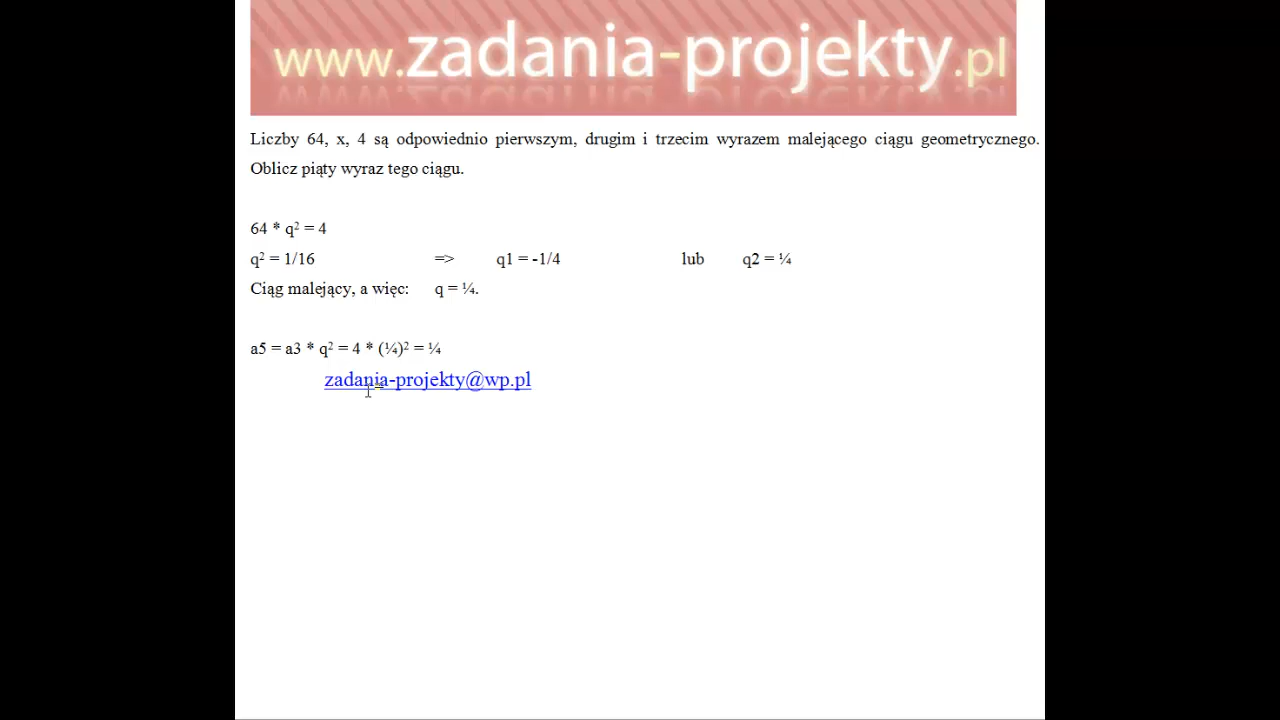 www.zadania-projekty.pl
Liczby 64, x, 4 są odpowiednio pierwszym, drugim i trzecim wyrazem malejącego ciągu geometrycznego.
Oblicz piąty wyraz tego ciągu.
64 * q² = 4
q² = 1/16 => q1 = -1/4 lub q2 = ¼
Ciąg malejący, a więc: q = ¼.
a5 = a3 * q² = 4 * (¼)² = ¼
zadania-projekty@wp.pl